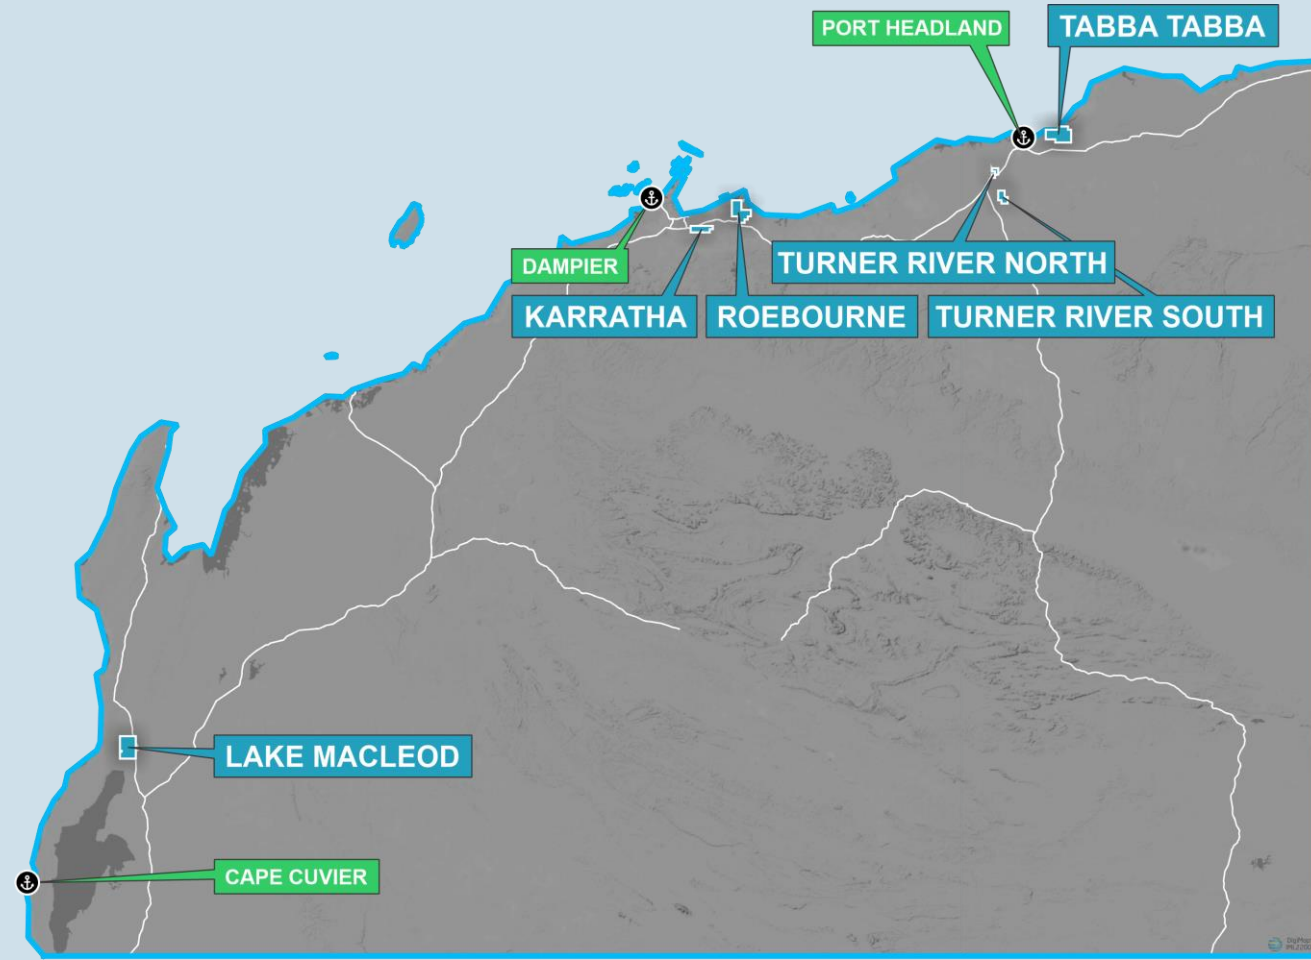 PORT HEADLAND
TABBA TABBA
DAMPIER
TURNER RIVER NORTH
KARRATHA
ROEBOURNE
TURNER RIVER SOUTH
LAKE MACLEOD
CAPE CUVIER